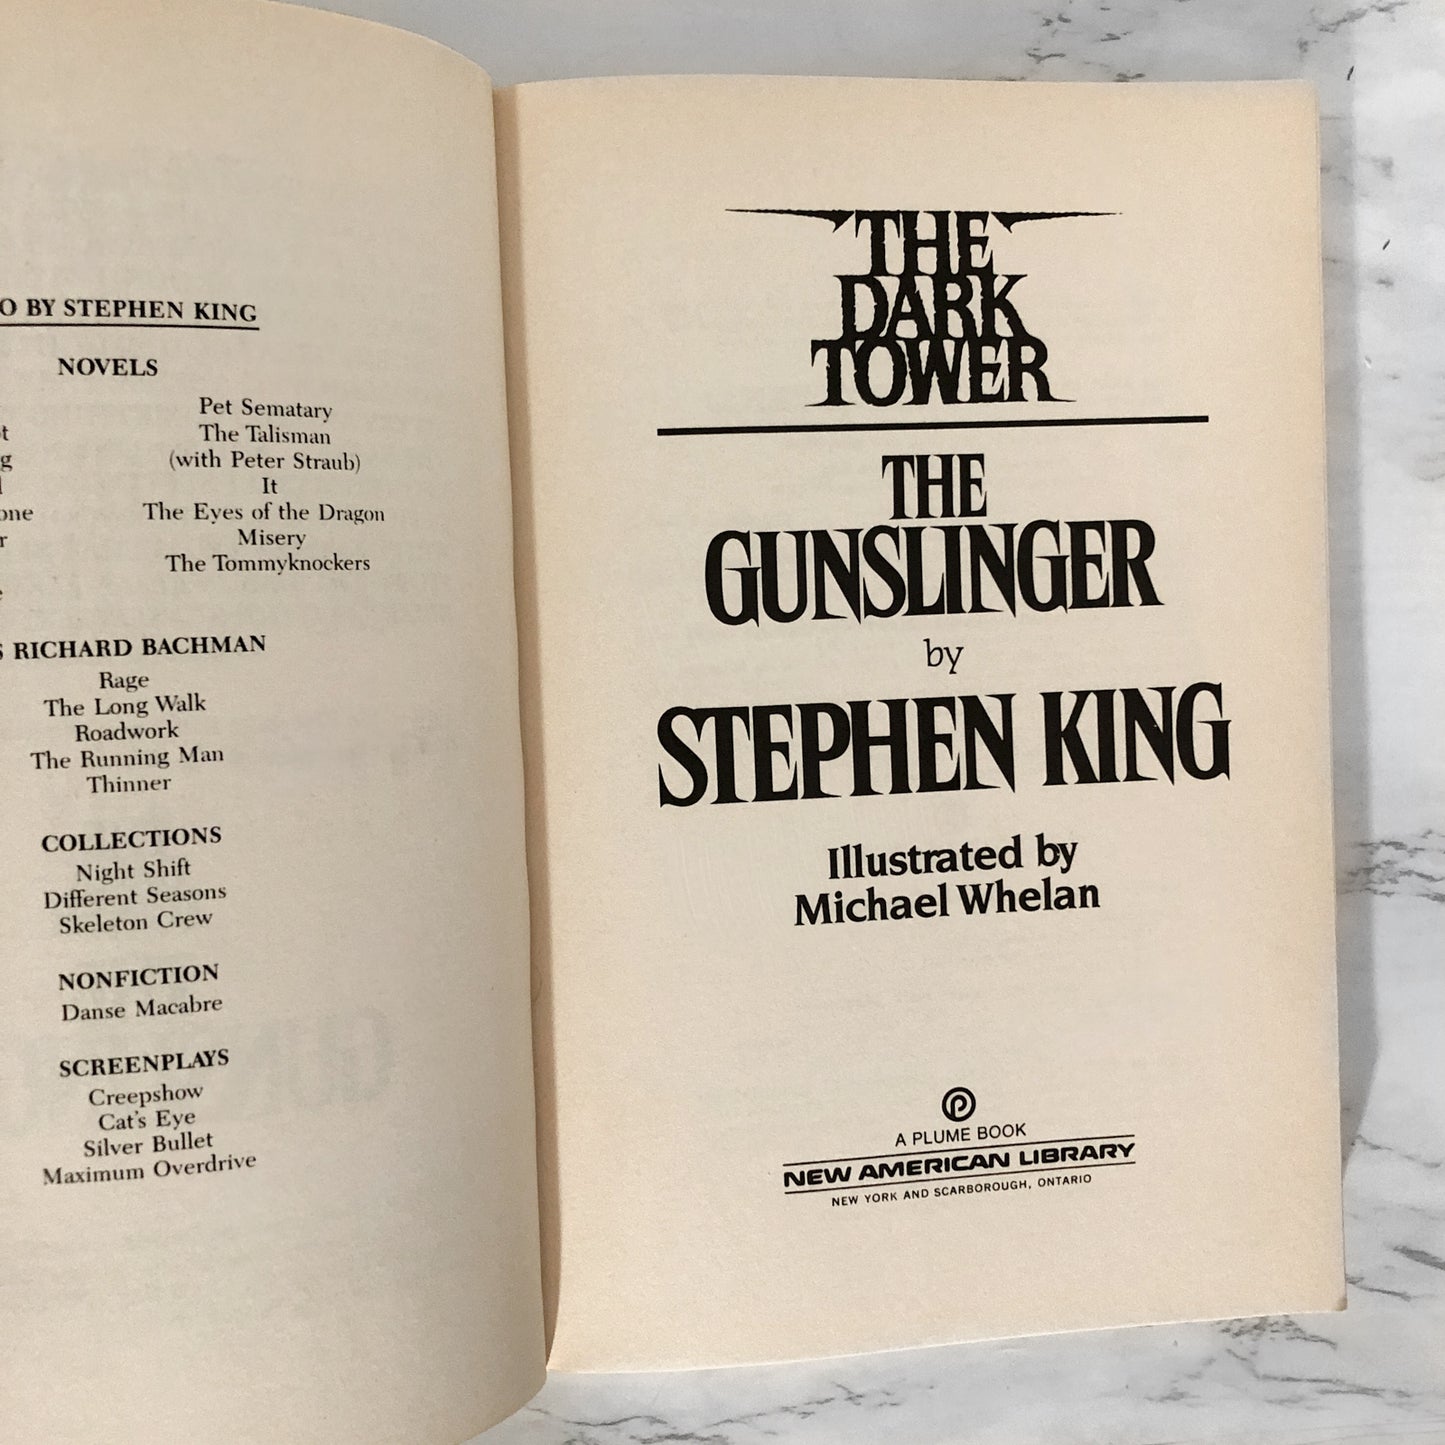 O BY STEPHEN KING
NOVELS
Pet Sematary
The Talisman
(with Peter Straub)
It
The Eyes of the Dragon
Misery
The Tommyknockers
RICHARD BACHMAN
Rage
The Long Walk
Roadwork
The Running Man
Thinner
COLLECTIONS
Night Shift
Different Seasons
Skeleton Crew
NONFICTION
Danse Macabre
SCREENPLAYS
Creepshow
Cat's Eye
Silver Bullet
Maximum Overdrive
THE
DARK
TOWER
THE
GUNSLINGER
by
STEPHEN KING
Illustrated by
Michael Whelan
A PLUME BOOK
NEW AMERICAN LIBRARY
NEW YORK AND SCARBOROUGH, ONTARIO